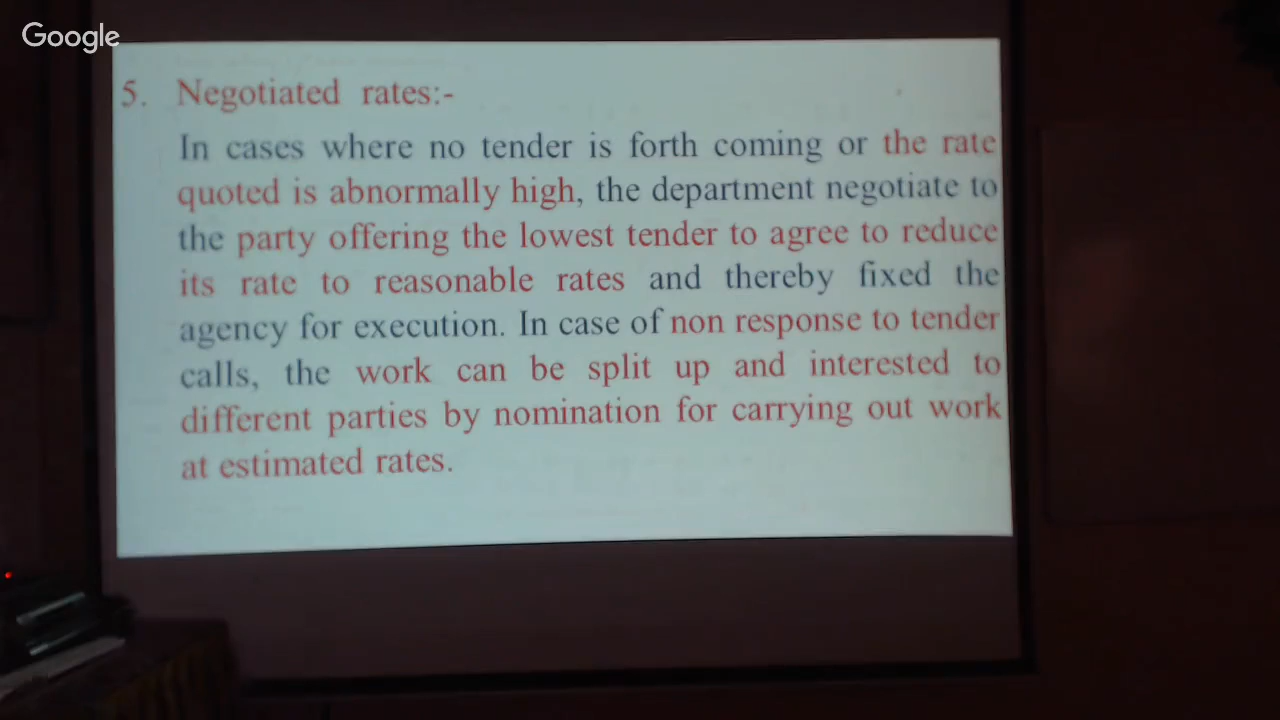 Google
5. Negotiated rates:-
In cases where no tender is forth coming or the rate
quoted is abnormally high, the department negotiate to
the party offering the lowest tender to agree to reduce
its rate to reasonable rates and thereby fixed the
agency for execution. In case of non response to tender
calls, the work can be split up and interested to
different parties by nomination for carrying out work
at estimated rates.